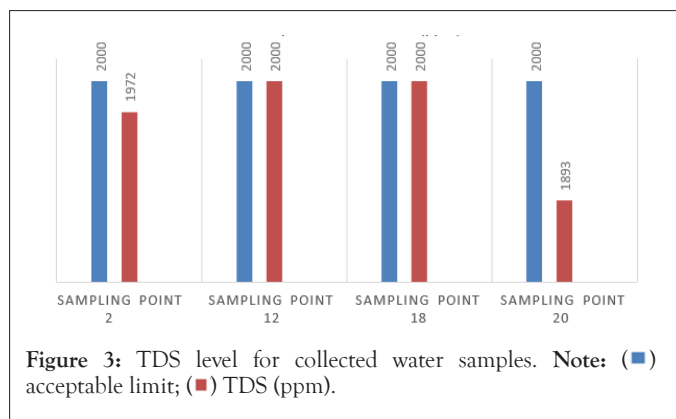 2000
1972
2000
2000
2000
2000
2000
1893
SAMPLING POINT 2
SAMPLING POINT 12
SAMPLING POINT 18
SAMPLING POINT 20
Figure 3: TDS level for collected water samples. Note: (■)
acceptable limit; (■) TDS (ppm).